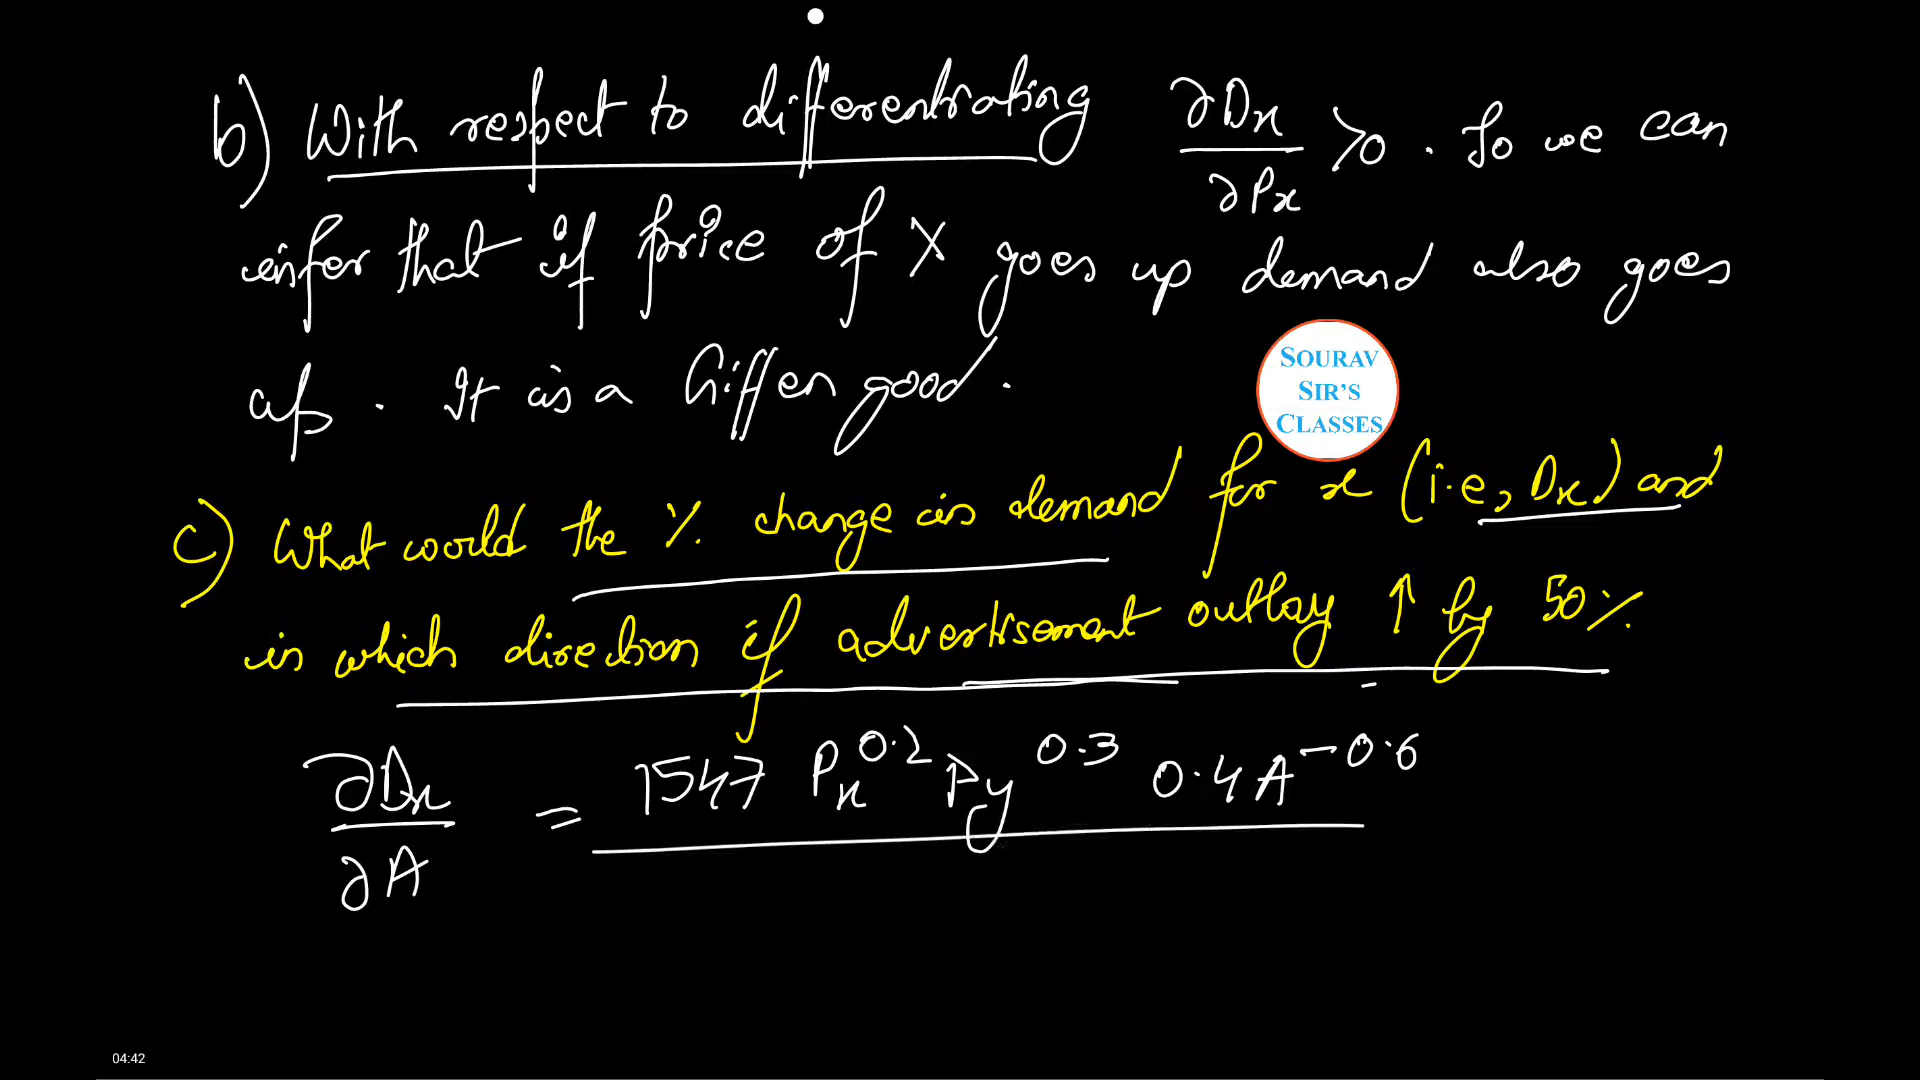 b) With respect to differentiating ∂Dx/∂Px >0 . So we can
infer that if price of X goes up demand also goes
up . It is a Giffen good .
SOURAV
SIR'S
CLASSES
c) What would the % change in demand for x (i.e, Dx) and
in which direction if advertisement outlay ↑ by 50%.
∂Dx/∂A = 1547 Px^0.2 Py^0.3 0.4A^-0.6
04:42